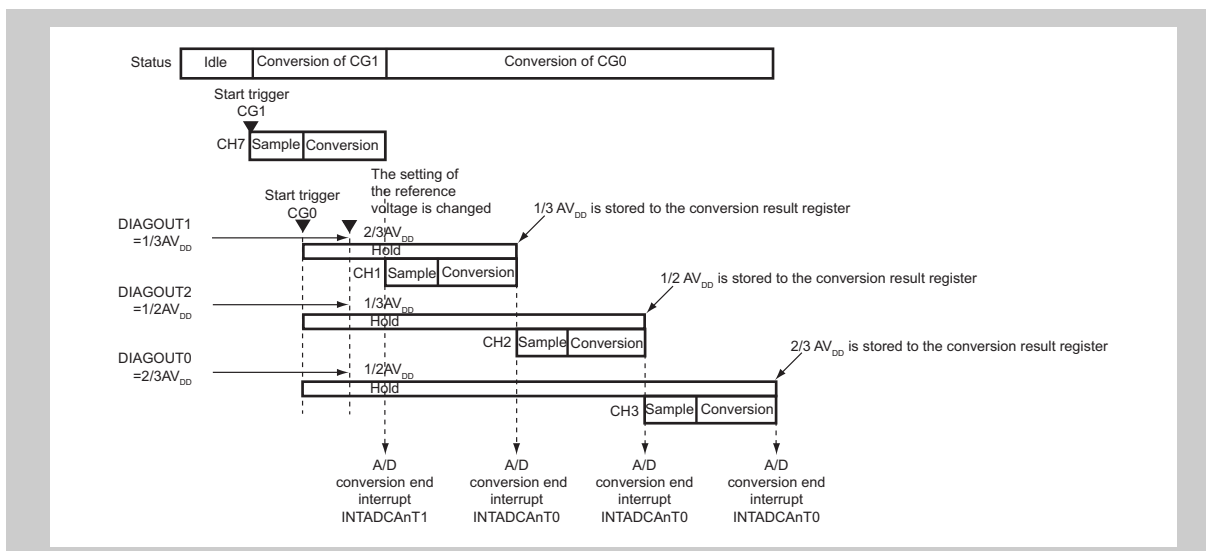 Status Idle Conversion of CG1 Conversion of CG0
Start trigger
CG1
CH7 Sample Conversion
The setting of
the reference
voltage is changed
Start trigger
CG0
1/3 AVDD is stored to the conversion result register
DIAGOUT1
=1/3AVDD
2/3AVDD
Hold
CH1 Sample Conversion
1/2 AVDD is stored to the conversion result register
DIAGOUT2
=1/2AVDD
1/3AVDD
Hold
CH2 Sample Conversion
2/3 AVDD is stored to the conversion result register
DIAGOUT0
=2/3AVDD
1/2AVDD
Hold
CH3 Sample Conversion
A/D
conversion end
interrupt
INTADCAnT1
A/D
conversion end
interrupt
INTADCAnT0
A/D
conversion end
interrupt
INTADCAnT0
A/D
conversion end
interrupt
INTADCAnT0